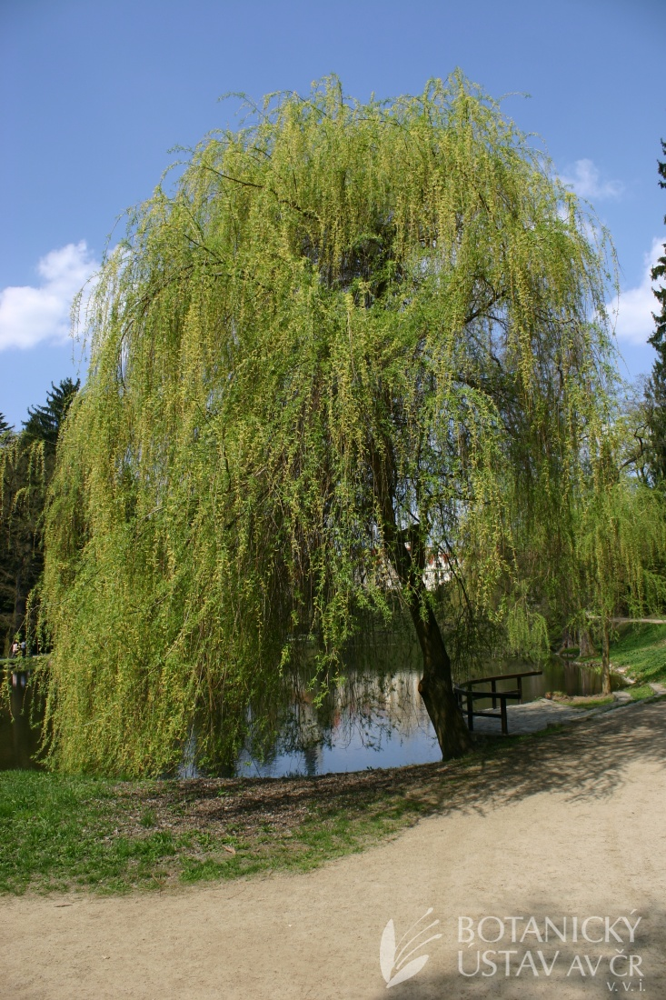 BOTANICKÝ
ÚSTAV AV ČR
v. v. i.